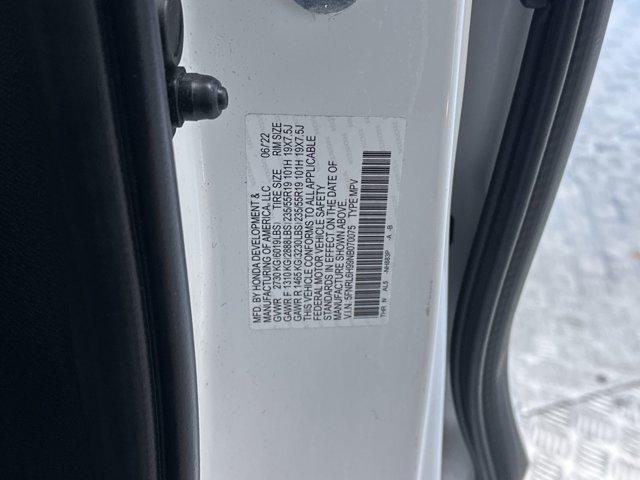 MFD. BY HONDA DEVELOPMENT &
MANUFACTURING OF AMERICA, LLC 06/22
GVWR 2730 KG(6019LBS) TIRE SIZE RIM SIZE
GAWR F 1310 KG(2888LBS) 235/55R19 101H 19X7.5J
GAWR R 1465 KG(3230LBS) 235/55R19 101H 19X7.5J
THIS VEHICLE CONFORMS TO ALL APPLICABLE
FEDERAL MOTOR VEHICLE SAFETY
STANDARDS IN EFFECT ON THE DATE OF
MANUFACTURE SHOWN ABOVE.
V.I.N: 5FNRL6H99NB070075 TYPE:MPV
THR IN AL5 -NH883P -A -B